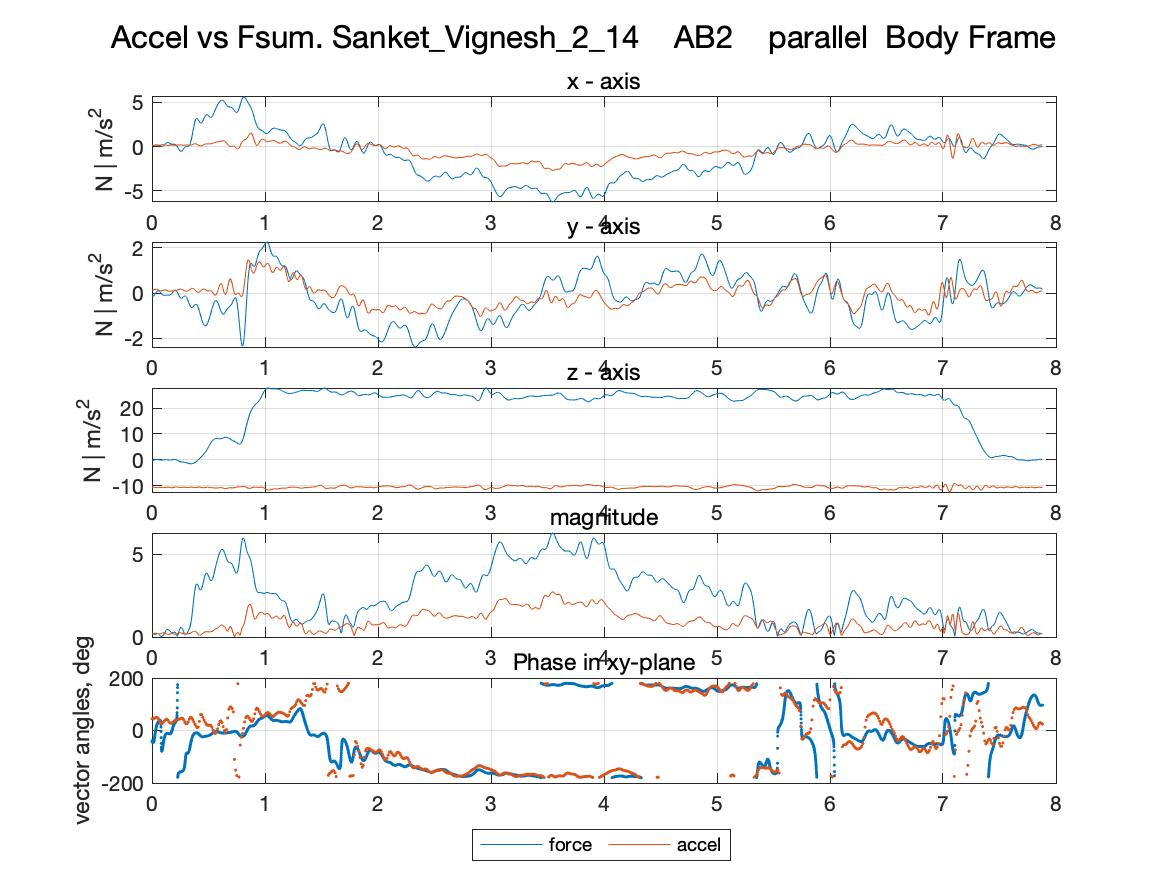 Accel vs Fsum. Sanket_Vignesh_2_14 AB2 parallel Body Frame
x - axis
N | m/s2
5
0
-5
0 1 2 3 4 5 6 7 8
y - axis
N | m/s2
2
0
-2
0 1 2 3 4 5 6 7 8
z - axis
N | m/s2
20
10
0
-10
0 1 2 3 4 5 6 7 8
magnitude
5
0
0 1 2 3 4 5 6 7 8
Phase in xy-plane
vector angles, deg
200
0
-200
0 1 2 3 4 5 6 7 8
force accel